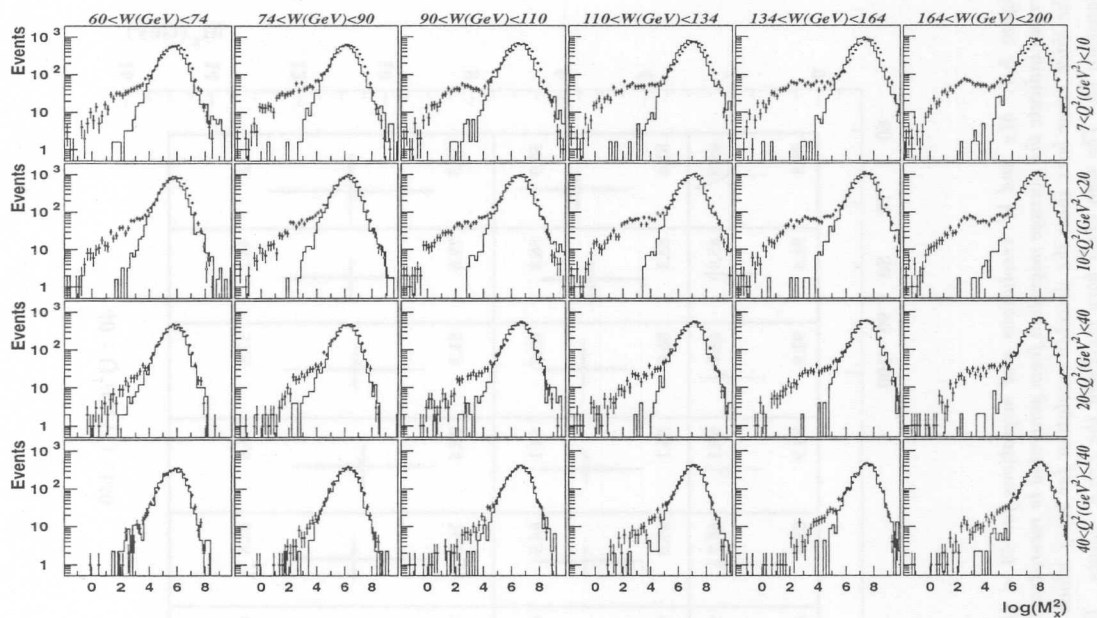 60<W(GeV)<74 74<W(GeV)<90 90<W(GeV)<110 110<W(GeV)<134 134<W(GeV)<164 164<W(GeV)<200
Events
10³
10²
10
1
7<Q²(GeV²)<10
Events
10³
10²
10
1
10<Q²(GeV²)<20
Events
10³
10²
10
1
20<Q²(GeV²)<40
Events
10³
10²
10
1
40<Q²(GeV²)<140
0 2 4 6 8 0 2 4 6 8 0 2 4 6 8 0 2 4 6 8 0 2 4 6 8 0 2 4 6 8
log(Mₓ²)